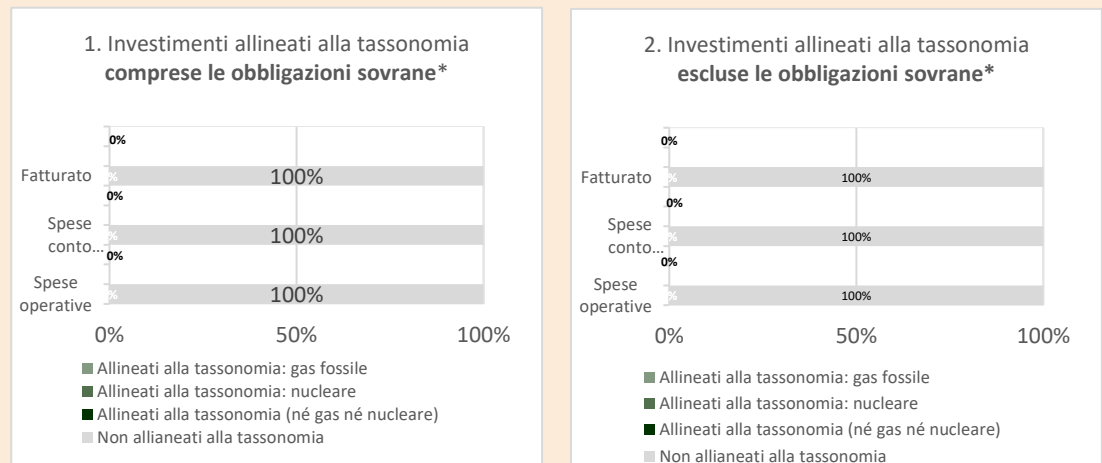 1. Investimenti allineati alla tassonomia
comprese le obbligazioni sovrane*
0%
Fatturato
%
100%
0%
Spese
conto...
%
100%
0%
Spese
operative
%
100%
0%
50%
100%
Allineati alla tassonomia: gas fossile
Allineati alla tassonomia: nucleare
Allineati alla tassonomia (né gas né nucleare)
Non allianeati alla tassonomia
2. Investimenti allineati alla tassonomia
escluse le obbligazioni sovrane*
0%
Fatturato
%
100%
0%
Spese
conto...
%
100%
0%
Spese
operative
%
100%
0%
50%
100%
Allineati alla tassonomia: gas fossile
Allineati alla tassonomia: nucleare
Allineati alla tassonomia (né gas né nucleare)
Non allianeati alla tassonomia